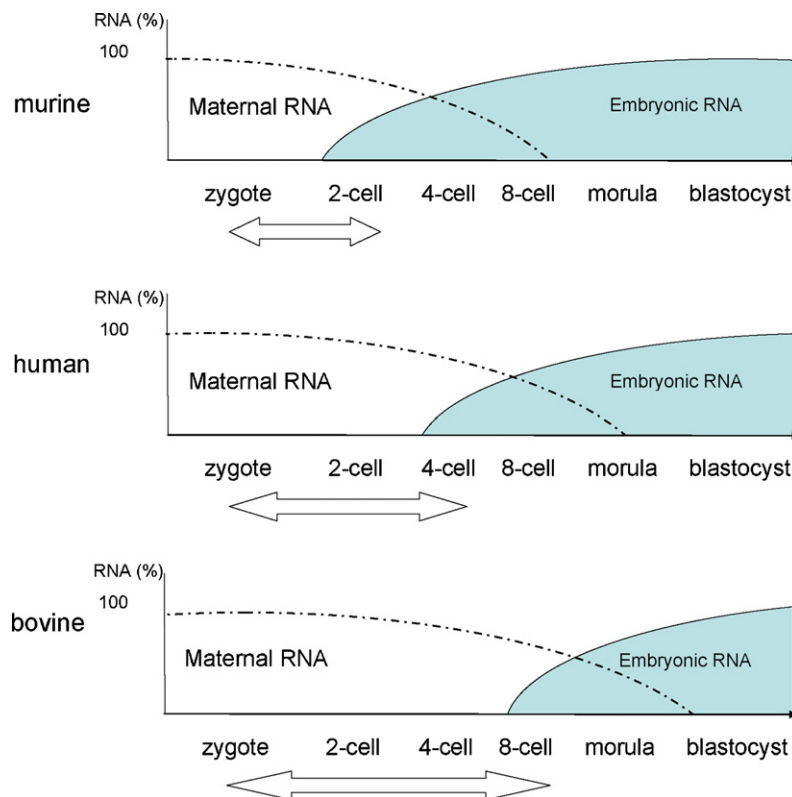 RNA (%)
100
murine
Maternal RNA
Embryonic RNA
zygote 2-cell 4-cell 8-cell morula blastocyst
RNA (%)
100
human
Maternal RNA
Embryonic RNA
zygote 2-cell 4-cell 8-cell morula blastocyst
RNA (%)
100
bovine
Maternal RNA
Embryonic RNA
zygote 2-cell 4-cell 8-cell morula blastocyst